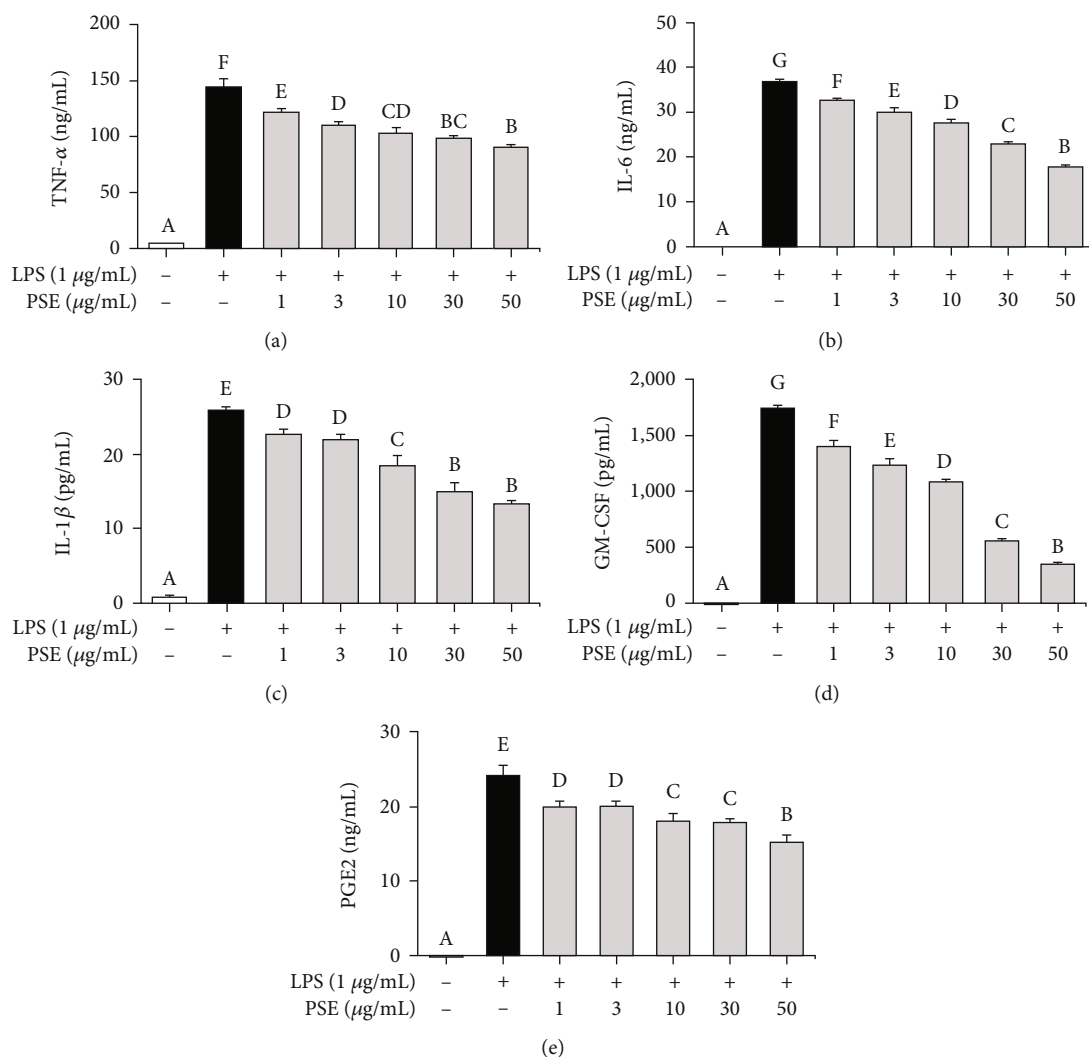 200
150
100
50
0
TNF-α (ng/mL)
A
F
E
D
CD
BC
B
LPS (1 μg/mL) – + + + + + +
PSE (μg/mL) – – 1 3 10 30 50
(a)
50
40
30
20
10
0
IL-6 (ng/mL)
A
G
F
E
D
C
B
LPS (1 μg/mL) – + + + + + +
PSE (μg/mL) – – 1 3 10 30 50
(b)
30
20
10
0
IL-1β (pg/mL)
A
E
D
D
C
B
B
LPS (1 μg/mL) – + + + + + +
PSE (μg/mL) – – 1 3 10 30 50
(c)
2,000
1,500
1,000
500
0
GM-CSF (pg/mL)
A
G
F
E
D
C
B
LPS (1 μg/mL) – + + + + + +
PSE (μg/mL) – – 1 3 10 30 50
(d)
30
20
10
0
PGE2 (ng/mL)
A
E
D
D
C
C
B
LPS (1 μg/mL) – + + + + + +
PSE (μg/mL) – – 1 3 10 30 50
(e)